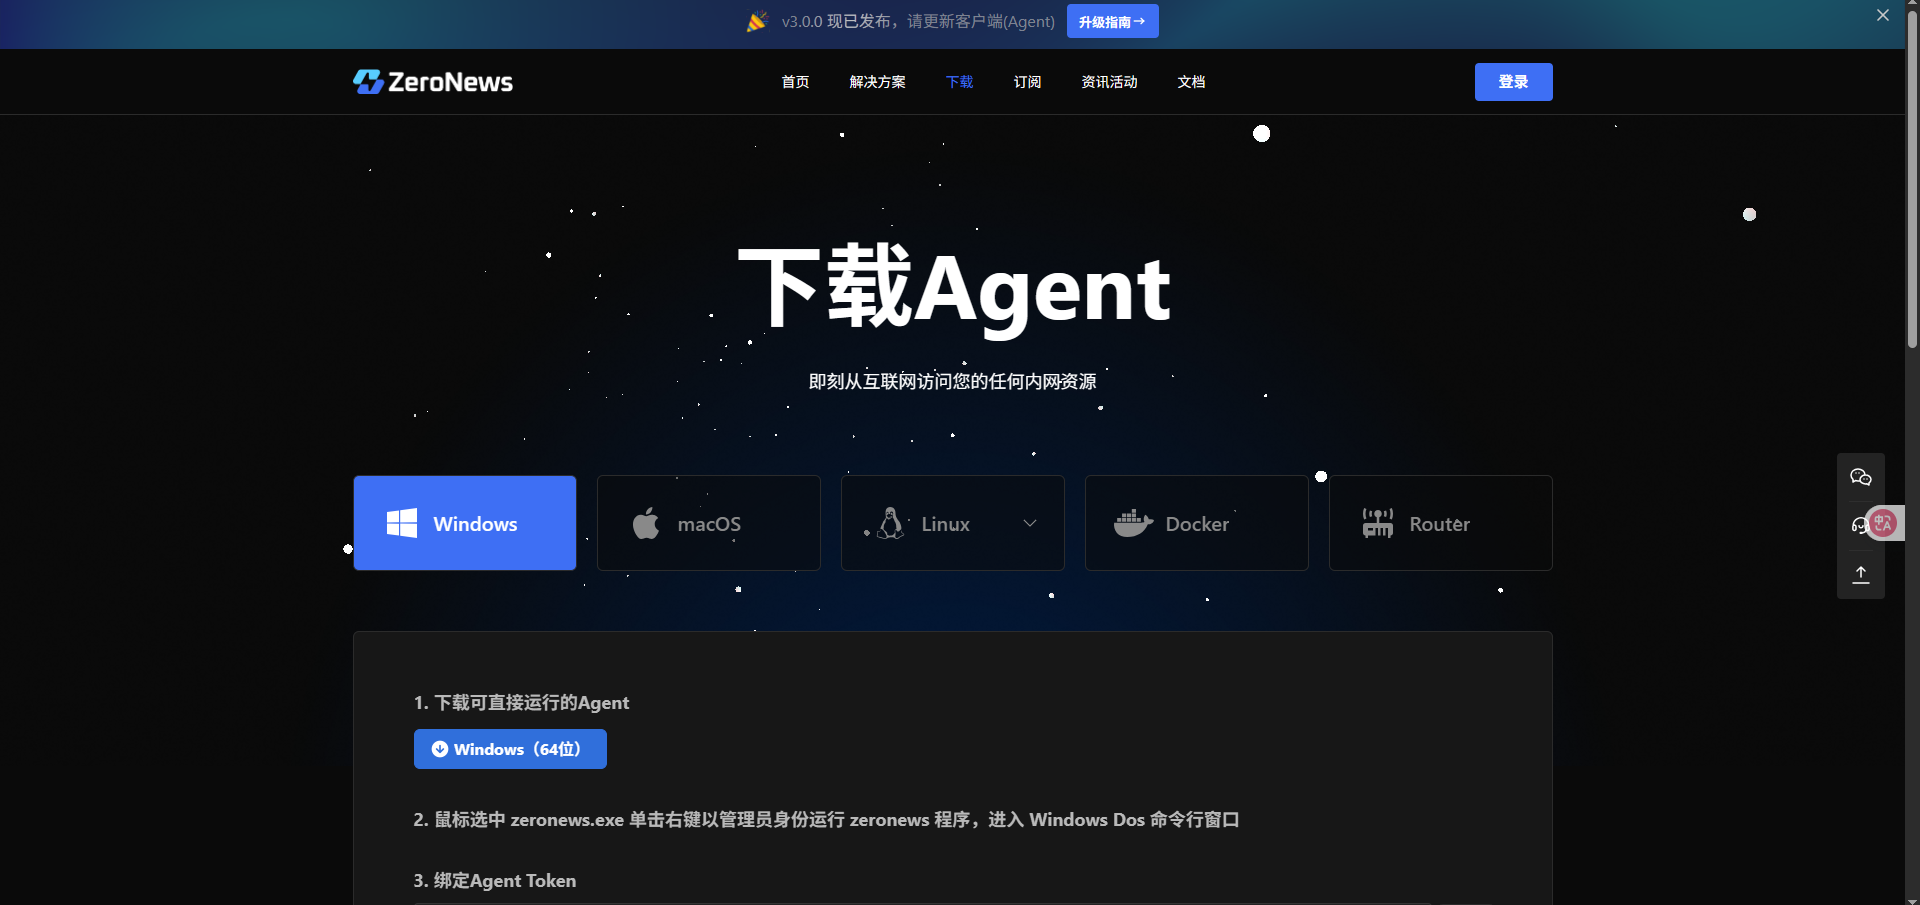 v3.0.0 现已发布，请更新客户端(Agent) 升级指南→
ZeroNews 首页 解决方案 下载 订阅 资讯活动 文档 登录
下载Agent
即刻从互联网访问您的任何内网资源
Windows macOS Linux Docker Router
1. 下载可直接运行的Agent
Windows（64位）
2. 鼠标选中 zeronews.exe 单击右键以管理员身份运行 zeronews 程序，进入 Windows Dos 命令行窗口
3. 绑定Agent Token